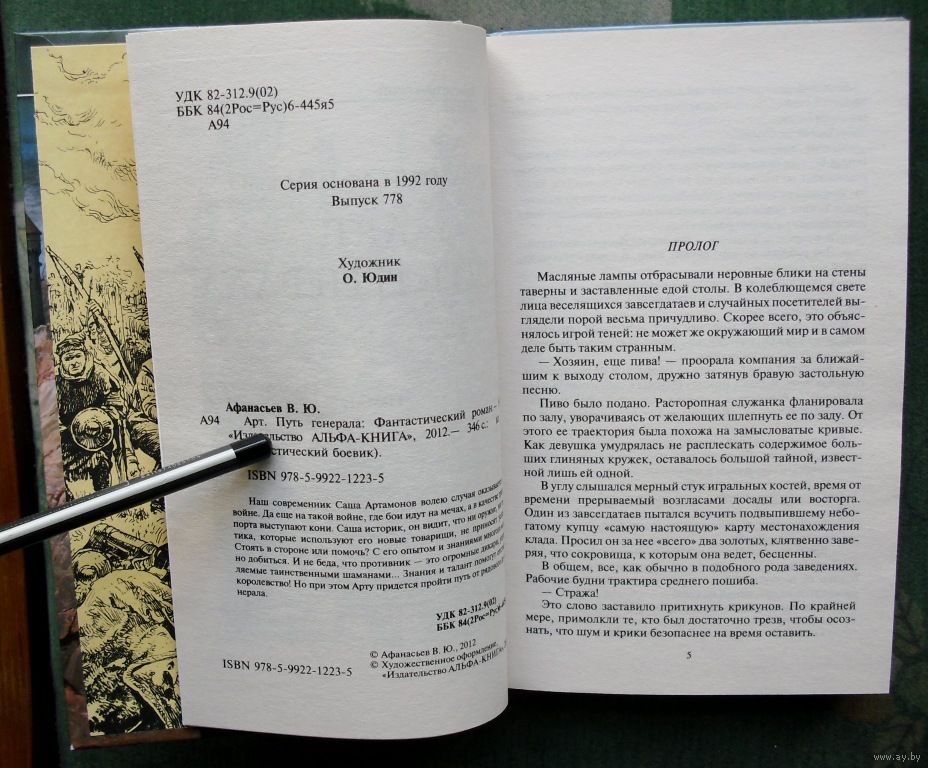 УДК 82-312.9(02)
ББК 84(2Рос=Рус)6-445я5
А94
Серия основана в 1992 году
Выпуск 778
Художник
О. Юдин
Афанасьев В. Ю.
А94 Арт. Путь генерала: Фантастический роман —
«Издательство АЛЬФА-КНИГА», 2012.— 346 с.:
боевик).
ISBN 978-5-9922-1223-5
Наш современник Саша Артамонов волею случая
войне. Да еще на такой войне, где бои идут на мечах, а в качестве
порта выступают кони. Саша историк, он видит, что ни оружие,
тика, которые используют его новые товарищи, не приносят
Стоять в стороне или помочь? С его опытом и знаниями
но добиться. И не беда, что противник — это огромные
ляемые таинственными шаманами... Знания и талант помогут
королевство! Но при этом Арту придется пройти путь от
нерала.
УДК 82-312.9(02)
ББК 84(2Рос=Рус)6-445
© Афанасьев В. Ю., 2012
© Художественное оформление,
«Издательство АЛЬФА-КНИГА»,
ISBN 978-5-9922-1223-5
ПРОЛОГ
Масляные лампы отбрасывали неровные блики на стены
таверны и заставленные едой столы. В колеблющемся свете
лица веселящихся завсегдатаев и случайных посетителей вы-
глядели порой весьма причудливо. Скорее всего, это объяс-
нялось игрой теней: не может же окружающий мир и в самом
деле быть таким странным.
— Хозяин, еще пива! — проорала компания за ближай-
шим к выходу столом, дружно затянув бравую застольную
песню.
Пиво было подано. Расторопная служанка фланировала
по залу, уворачиваясь от желающих шлепнуть ее по заду. От
этого ее траектория была похожа на замысловатые кривые.
Как девушка умудрялась не расплескать содержимое боль-
ших глиняных кружек, оставалось большой тайной, извест-
ной лишь ей одной.
В углу слышался мерный стук игральных костей, время от
времени прерываемый возгласами досады или восторга.
Один из завсегдатаев пытался всучить подвыпившему небо-
гатому купцу «самую настоящую» карту местонахождения
клада. Просил он за нее «всего» два золотых, клятвенно заве-
ряя, что сокровища, к которым она ведет, бесценны.
В общем, все, как обычно в подобного рода заведениях.
Рабочие будни трактира среднего пошиба.
— Стража!
Это слово заставило притихнуть крикунов. По крайней
мере, примолкли те, кто был достаточно трезв, чтобы осоз-
нать, что шум и крики безопаснее на время оставить.
5
www.ay.by